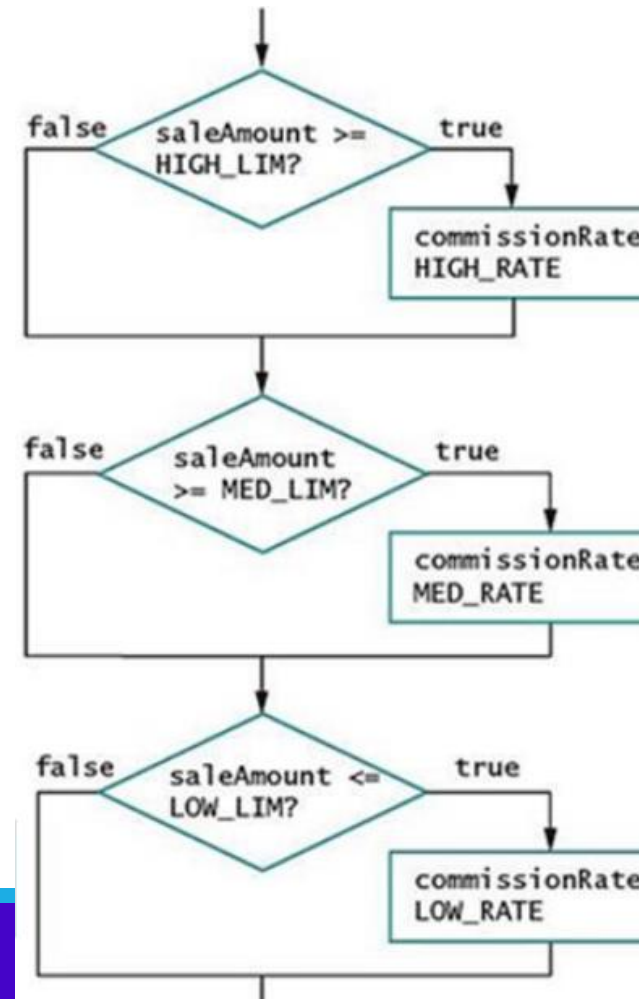 false
saleAmount >=
HIGH_LIM?
true
commissionRate
HIGH_RATE
false
saleAmount
>= MED_LIM?
true
commissionRate
MED_RATE
false
saleAmount <=
LOW_LIM?
true
commissionRate
LOW_RATE